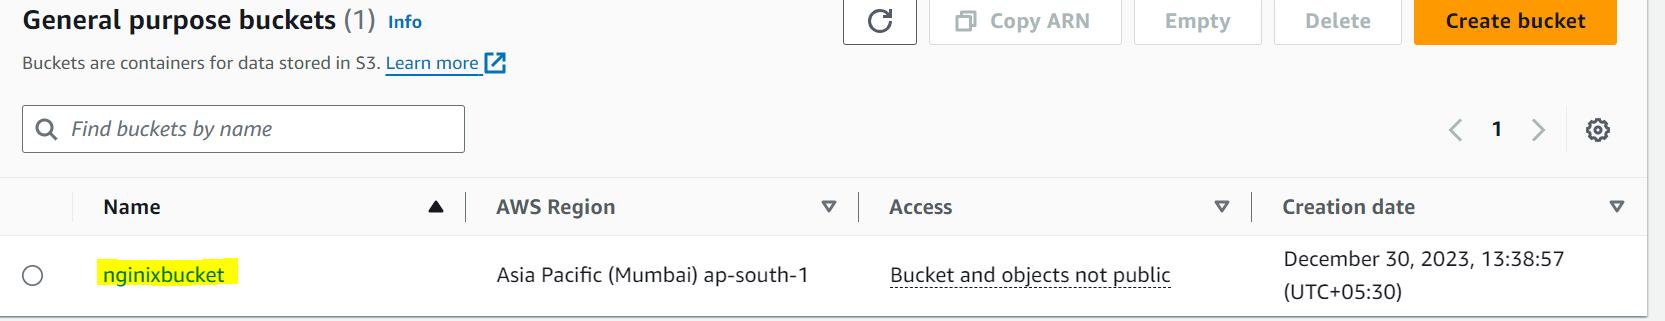 General purpose buckets (1) Info
Copy ARN Empty Delete Create bucket
Buckets are containers for data stored in S3. Learn more
Find buckets by name
1
Name AWS Region Access Creation date
nginixbucket Asia Pacific (Mumbai) ap-south-1 Bucket and objects not public December 30, 2023, 13:38:57
(UTC+05:30)